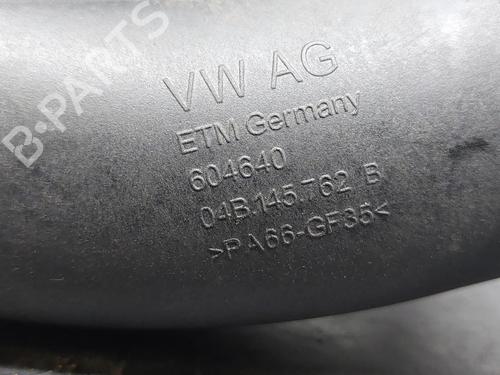 B-PARTS
VW AG
ETM Germany
604640
04B.145.762 B
>PA66-GF35<